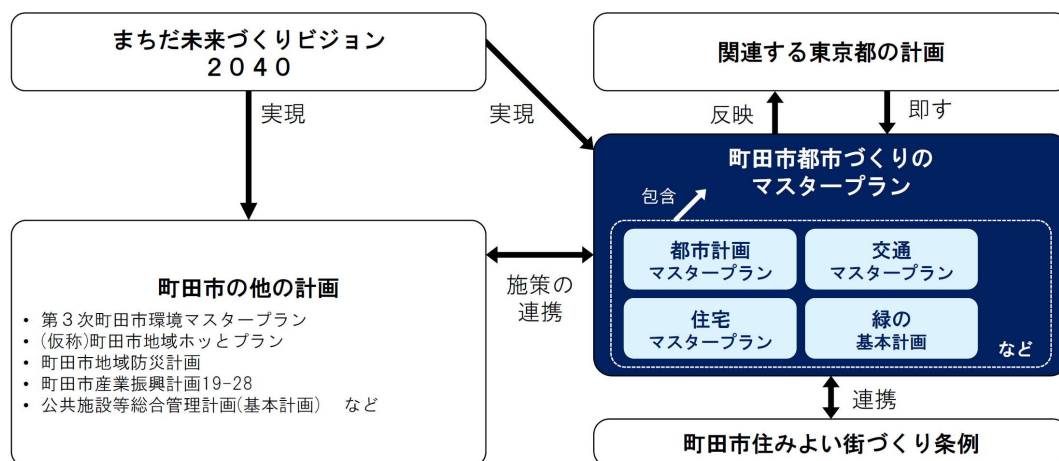 まちだ未来づくりビジョン
２０４０
関連する東京都の計画
実現
実現
反映
即す
町田市都市づくりの
マスタープラン
包含
都市計画
マスタープラン
交通
マスタープラン
住宅
マスタープラン
緑の
基本計画
など
町田市の他の計画
• 第３次町田市環境マスタープラン
• (仮称)町田市地域ホッとプラン
• 町田市地域防災計画
• 町田市産業振興計画19-28
• 公共施設等総合管理計画(基本計画)　など
施策の
連携
連携
町田市住みよい街づくり条例